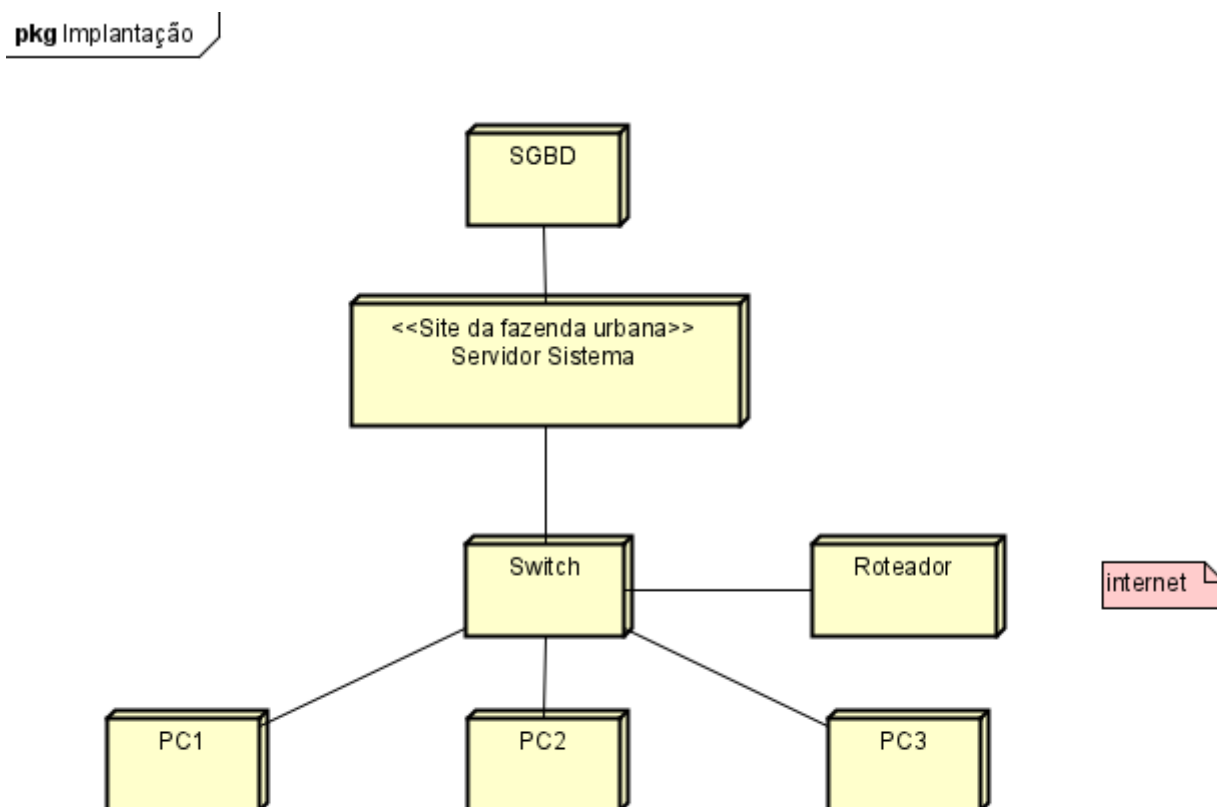 pkg Implantação
SGBD
<<Site da fazenda urbana>>
Servidor Sistema
Switch
Roteador
internet
PC1
PC2
PC3